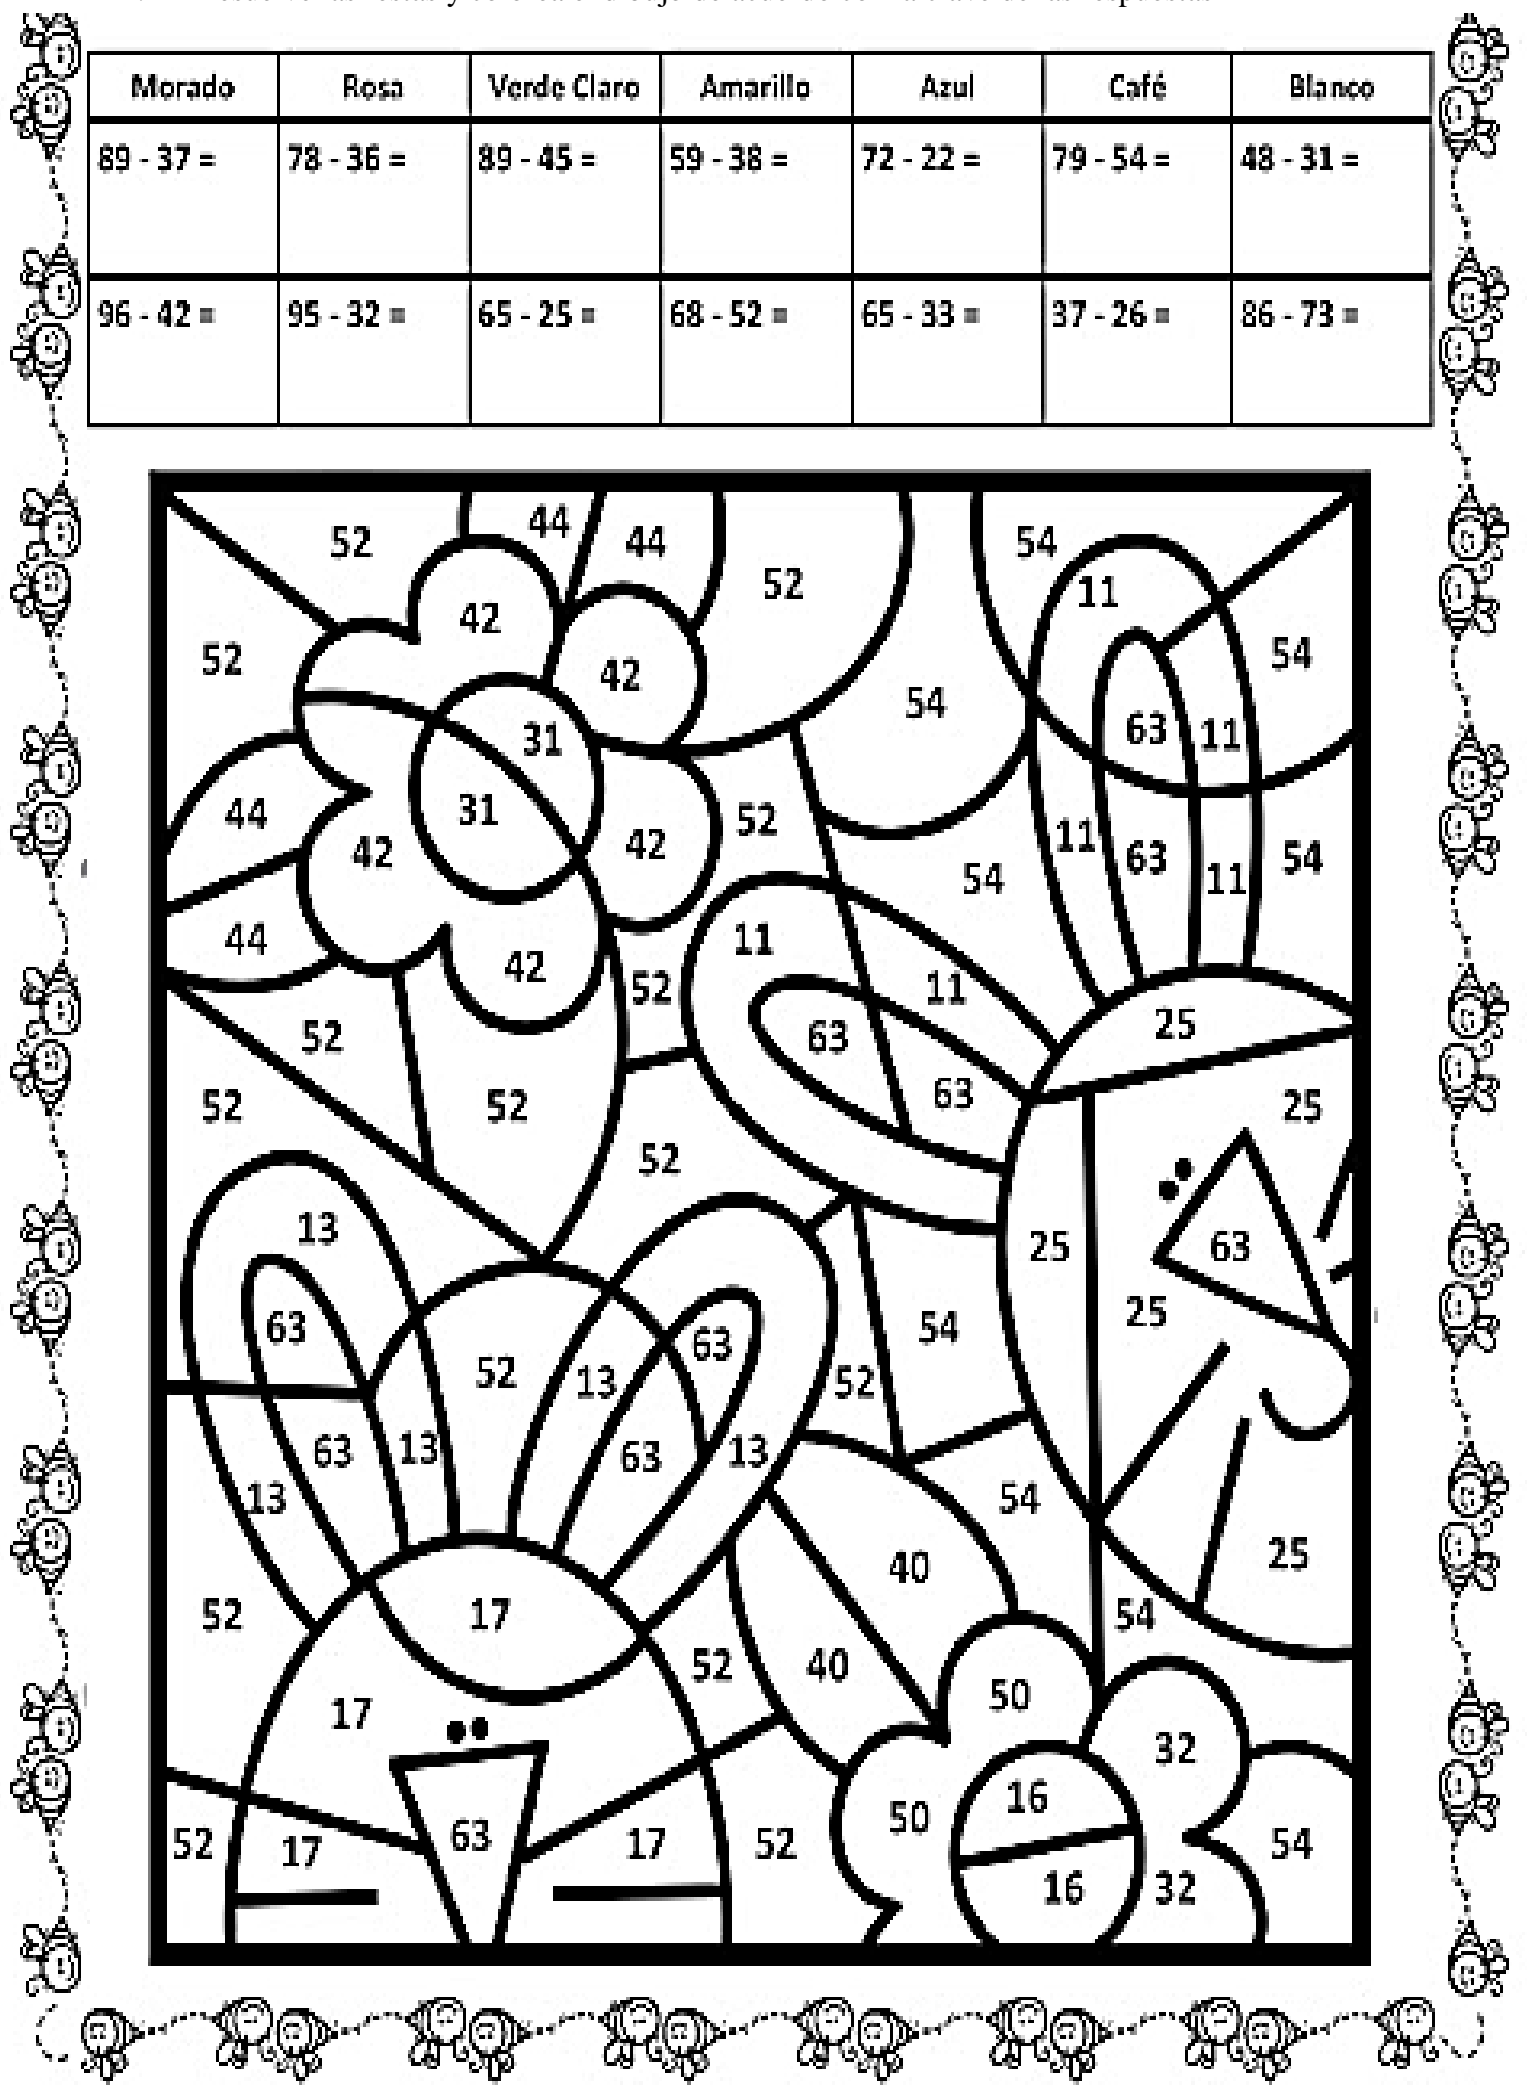 Morado Rosa Verde Claro Amarillo Azul Café Blanco
89 - 37 = 78 - 36 = 89 - 45 = 59 - 38 = 72 - 22 = 79 - 54 = 48 - 31 =
96 - 42 = 95 - 32 = 65 - 25 = 68 - 52 = 65 - 33 = 37 - 26 = 86 - 73 =
52 44 44 54
52 11
42
52 42 54
54
31 63 11
44 31 52
42 42 11 63 54
54 11
44 11
42 52 11
52 63 25
52 52 63 25
52
13 25 63
63 63 54 25
52 13 52
63 13 63 13
13 54
40 25
52 17 54
52 40
17 50
32
16
52 17 63 17 52 50 54
16 32